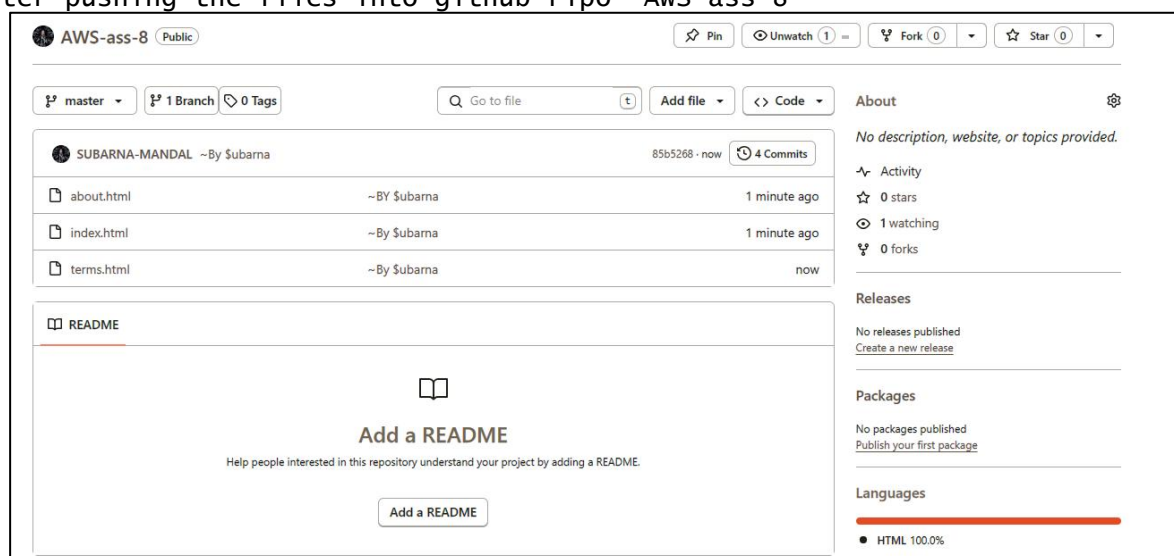 ter pushing the files into github ripo "AWS-ass-8"
AWS-ass-8 Public
Pin
Unwatch 1
Fork 0
Star 0
master
1 Branch
0 Tags
Go to file
t
Add file
<> Code
SUBARNA-MANDAL ~By $ubarna
85b5268 · now
4 Commits
about.html ~BY $ubarna 1 minute ago
index.html ~By $ubarna 1 minute ago
terms.html ~By $ubarna now
README
Add a README
Help people interested in this repository understand your project by adding a README.
Add a README
About
No description, website, or topics provided.
Activity
0 stars
1 watching
0 forks
Releases
No releases published
Create a new release
Packages
No packages published
Publish your first package
Languages
HTML 100.0%